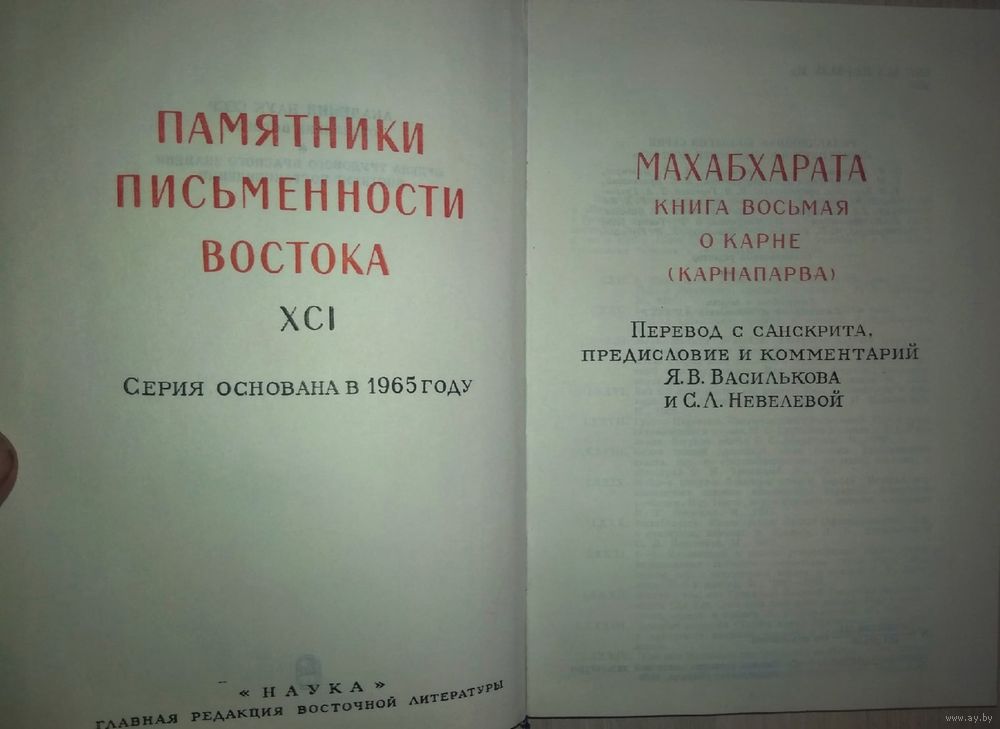 ПАМЯТНИКИ
ПИСЬМЕННОСТИ
ВОСТОКА
XCI
СЕРИЯ ОСНОВАНА В 1965 ГОДУ
« НАУКА »
ГЛАВНАЯ РЕДАКЦИЯ ВОСТОЧНОЙ ЛИТЕРАТУРЫ
МАХАБХАРАТА
КНИГА ВОСЬМАЯ
О КАРНЕ
(КАРНАПАРВА)
ПЕРЕВОД С САНСКРИТА,
ПРЕДИСЛОВИЕ И КОММЕНТАРИЙ
Я.В. ВАСИЛЬКОВА
И С.Л. НЕВЕЛЕВОЙ
www.ay.by